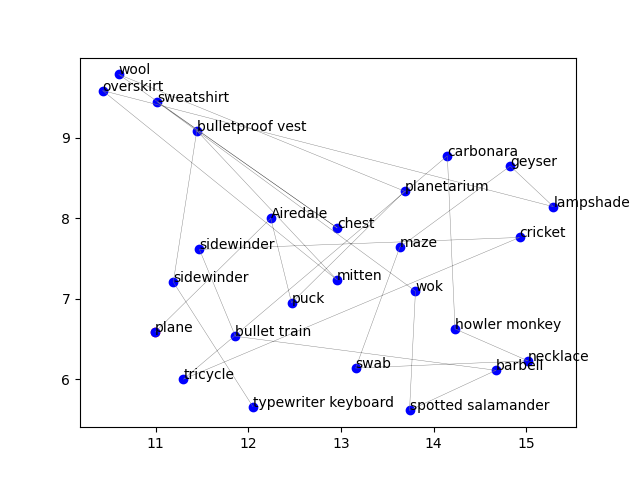 wool
overskirt
sweatshirt
bulletproof vest
carbonara
geyser
planetarium
lampshade
Airedale
chest
cricket
sidewinder
maze
mitten
sidewinder
wok
puck
plane
howler monkey
bullet train
necklace
swab
barbell
tricycle
typewriter keyboard
spotted salamander
9
8
7
6
11
12
13
14
15